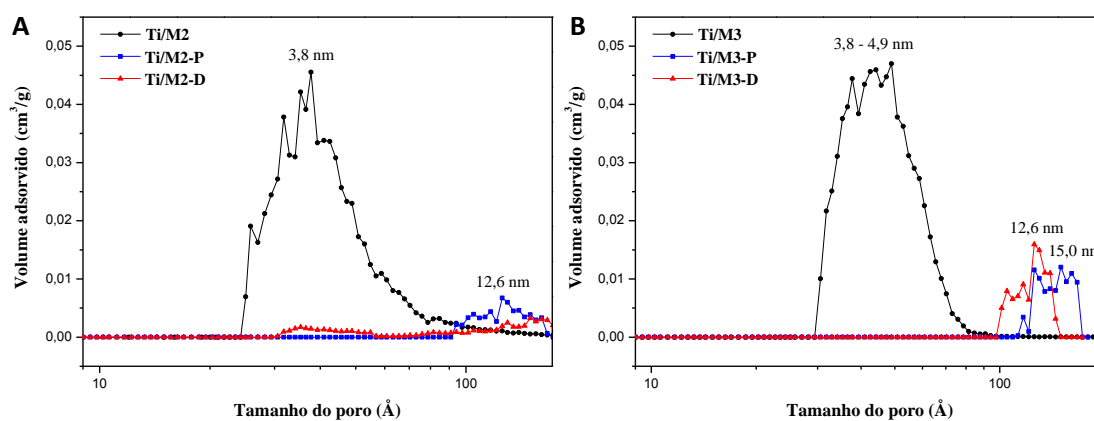 A
Ti/M2
Ti/M2-P
Ti/M2-D
3,8 nm
12,6 nm
0,05
0,04
0,03
0,02
0,01
0,00
Volume adsorvido (cm³/g)
10
100
Tamanho do poro (Å)
B
Ti/M3
Ti/M3-P
Ti/M3-D
3,8 - 4,9 nm
12,6 nm
15,0 nm
0,05
0,04
0,03
0,02
0,01
0,00
Volume adsorvido (cm³/g)
10
100
Tamanho do poro (Å)